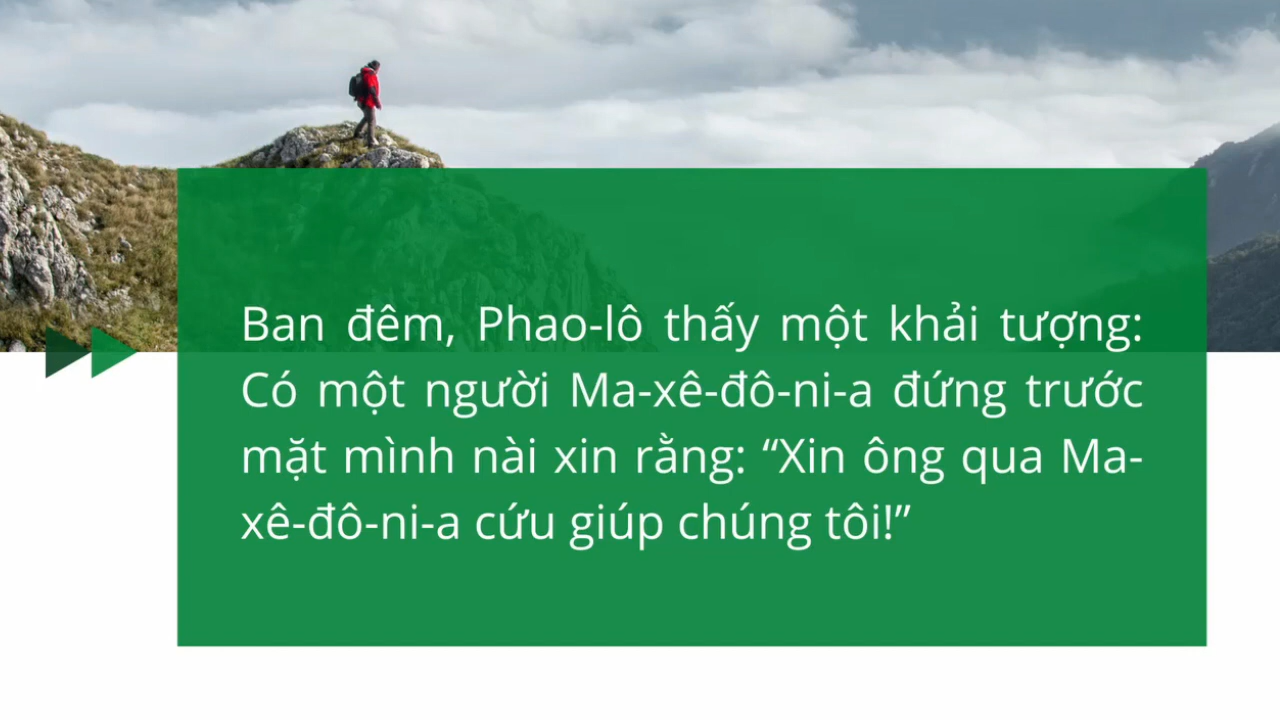 Ban đêm, Phao-lô thấy một khải tượng:
Có một người Ma-xê-đô-ni-a đứng trước
mặt mình nài xin rằng: “Xin ông qua Ma-
xê-đô-ni-a cứu giúp chúng tôi!”